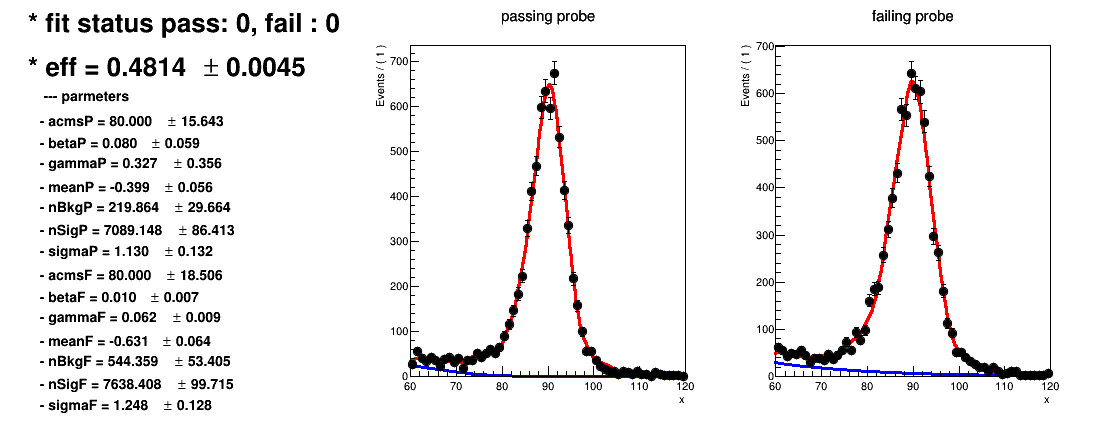 * fit status pass: 0, fail : 0
* eff = 0.4814 ± 0.0045
--- parmeters
- acmsP = 80.000 ± 15.643
- betaP = 0.080 ± 0.059
- gammaP = 0.327 ± 0.356
- meanP = -0.399 ± 0.056
- nBkgP = 219.864 ± 29.664
- nSigP = 7089.148 ± 86.413
- sigmaP = 1.130 ± 0.132
- acmsF = 80.000 ± 18.506
- betaF = 0.010 ± 0.007
- gammaF = 0.062 ± 0.009
- meanF = -0.631 ± 0.064
- nBkgF = 544.359 ± 53.405
- nSigF = 7638.408 ± 99.715
- sigmaF = 1.248 ± 0.128
passing probe
Events / ( 1 )
700
600
500
400
300
200
100
0
60 70 80 90 100 110 120
x
failing probe
Events / ( 1 )
700
600
500
400
300
200
100
0
60 70 80 90 100 110 120
x